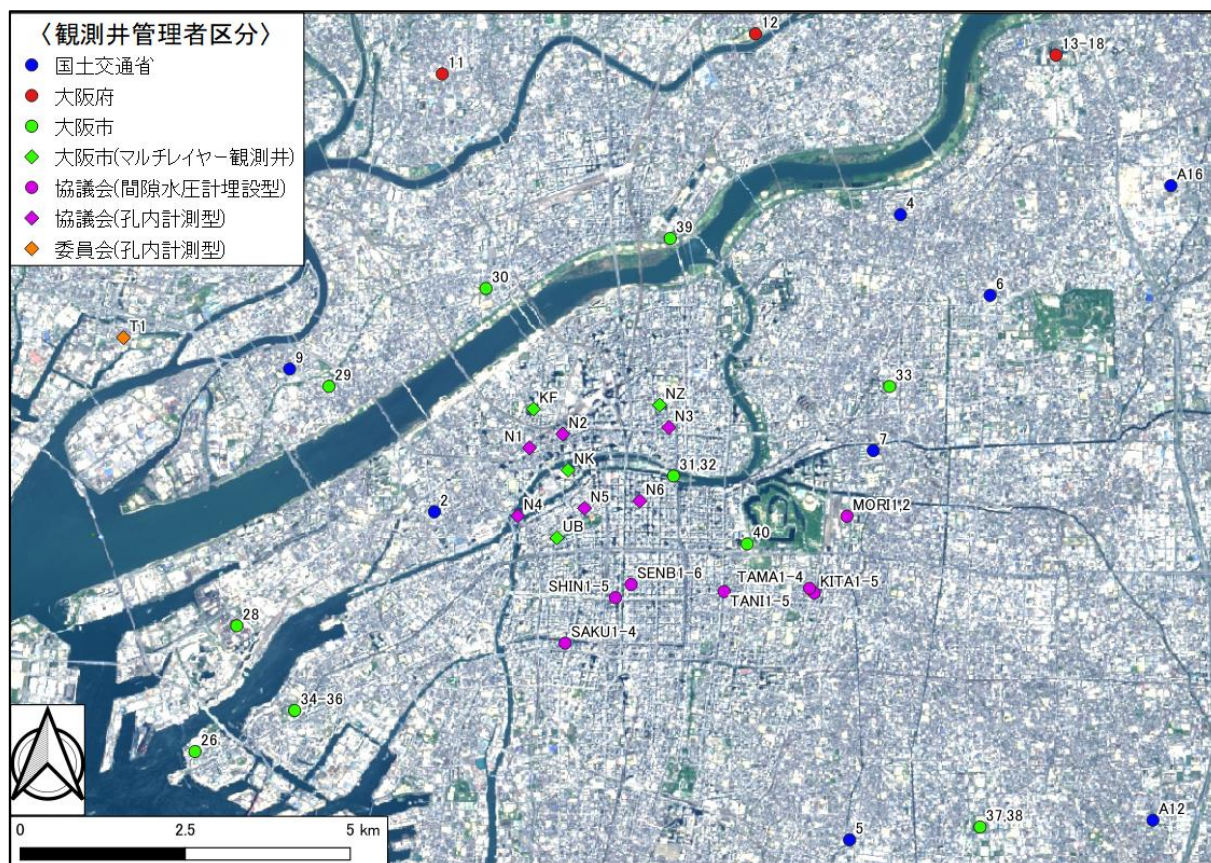 〈観測井管理者区分〉
国土交通省
大阪府
大阪市
大阪市(マルチレイヤー観測井)
協議会(間隙水圧計埋設型)
協議会(孔内計測型)
委員会(孔内計測型)
12
11
13-18
A16
4
39
30
6
T1
9
29
33
KF
NZ
N2
N3
N1
7
NK
31,32
2
N4
N5
N6
MORI1,2
UB
40
SENB1-6
TAMA1-4
KITA1-5
SHIN1-5
TANI1-5
28
SAKU1-4
34-36
26
37,38
A12
5
0
2.5
5 km